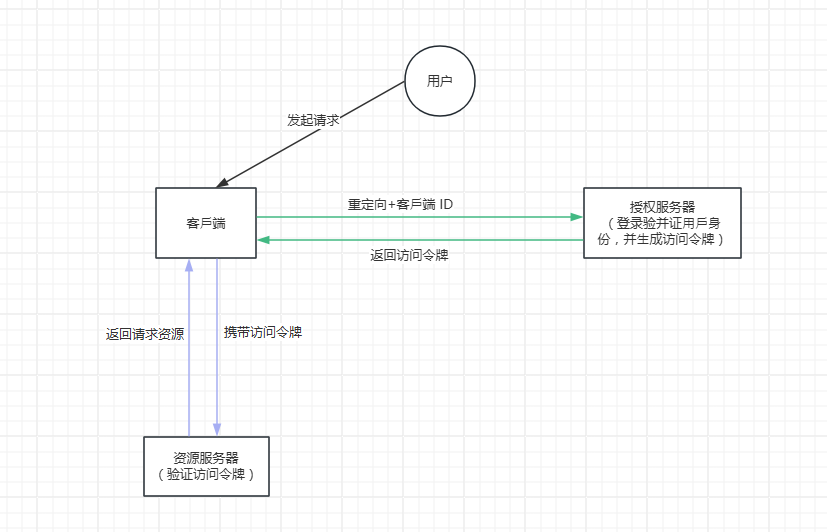 用户
发起请求
客戶端
重定向+客戶端 ID
授权服务器
（登录验并证用戶身
份，并生成访问令牌）
返回访问令牌
返回请求资源
携带访问令牌
资源服务器
（验证访问令牌）